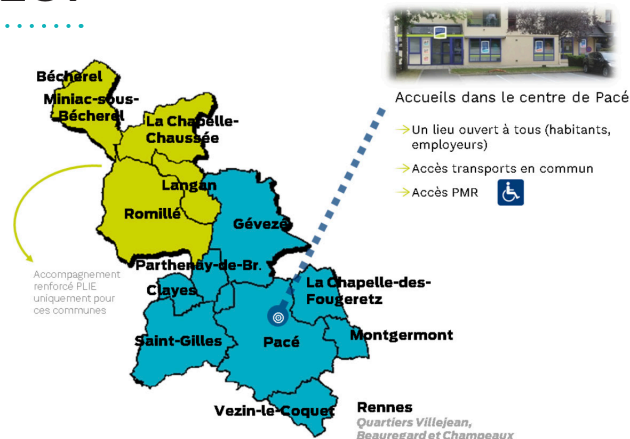 Accueils dans le centre de Pacé
Un lieu ouvert à tous (habitants,
employeurs)
Accès transports en commun
Accès PMR
Bécherel
Miniac-sous-
Bécherel
La Chapelle-
Chaussée
Langan
Romillé
Gévezé
Accompagnement
renforcé PLIE
uniquement pour
ces communes
Parthenay-de-Br.
Clayes
La Chapelle-des-
Fougeretz
Saint-Gilles
Pacé
Montgermont
Vezin-le-Coquet
Rennes
Quartiers Villejean,
Beauregard et Champeaux